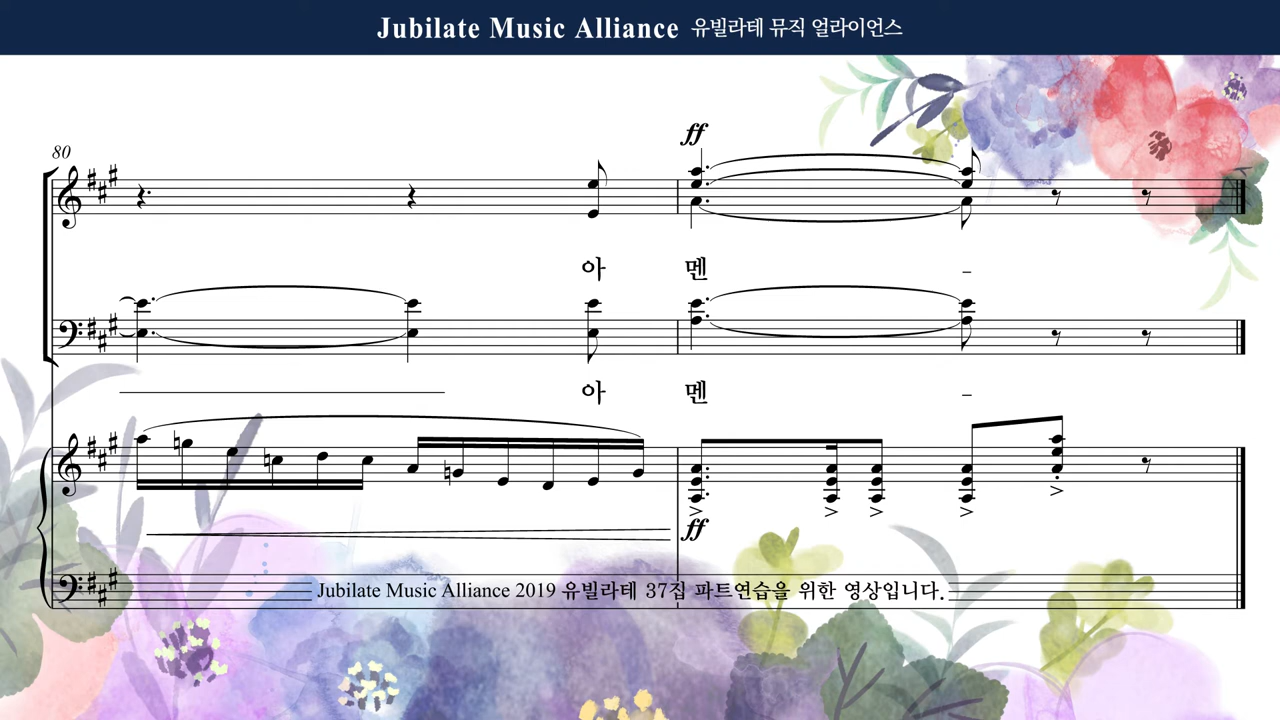 Jubilate Music Alliance 유빌라테 뮤직 얼라이언스
ff
80
아 멘 -
아 멘 -
ff
Jubilate Music Alliance 2019 유빌라테 37집 파트연습을 위한 영상입니다.